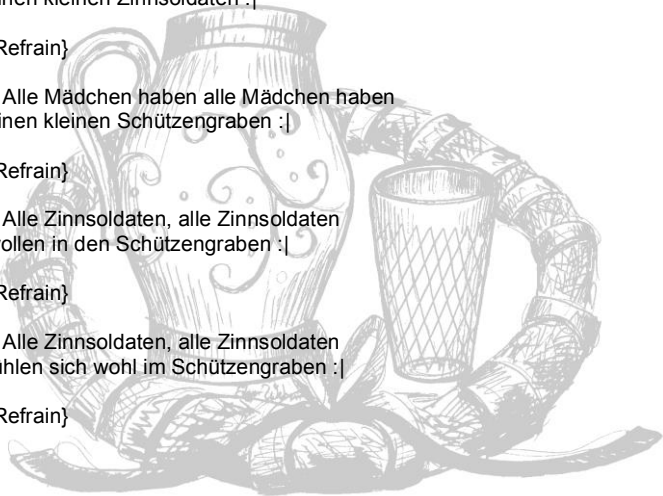 nen kleinen Zinnsoldaten :|
Refrain}
Alle Mädchen haben alle Mädchen haben
inen kleinen Schützengraben :|
Refrain}
Alle Zinnsoldaten, alle Zinnsoldaten
ollen in den Schützengraben :|
Refrain}
Alle Zinnsoldaten, alle Zinnsoldaten
ühlen sich wohl im Schützengraben :|
Refrain}